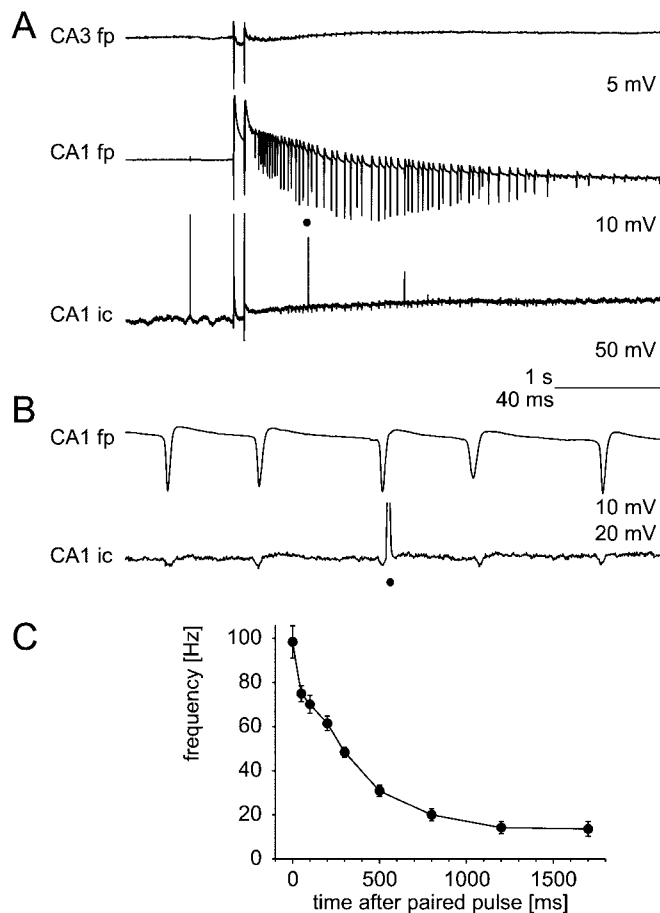 A
CA3 fp
5 mV
CA1 fp
10 mV
CA1 ic
50 mV
1 s
40 ms
B
CA1 fp
10 mV
20 mV
CA1 ic
C
frequency [Hz]
100
80
60
40
20
0
0 500 1000 1500
time after paired pulse [ms]